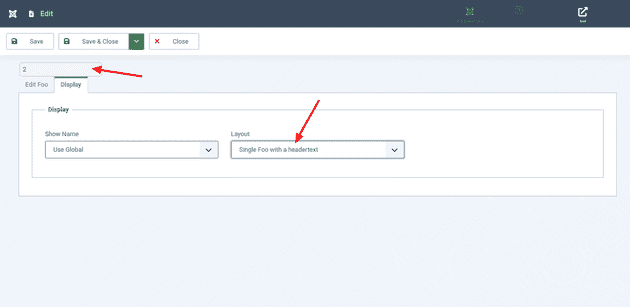 Edit
Save
Save & Close
Close
2
Edit Foo
Display
Display
Show Name
Layout
Use Global
Single Foo with a headertext